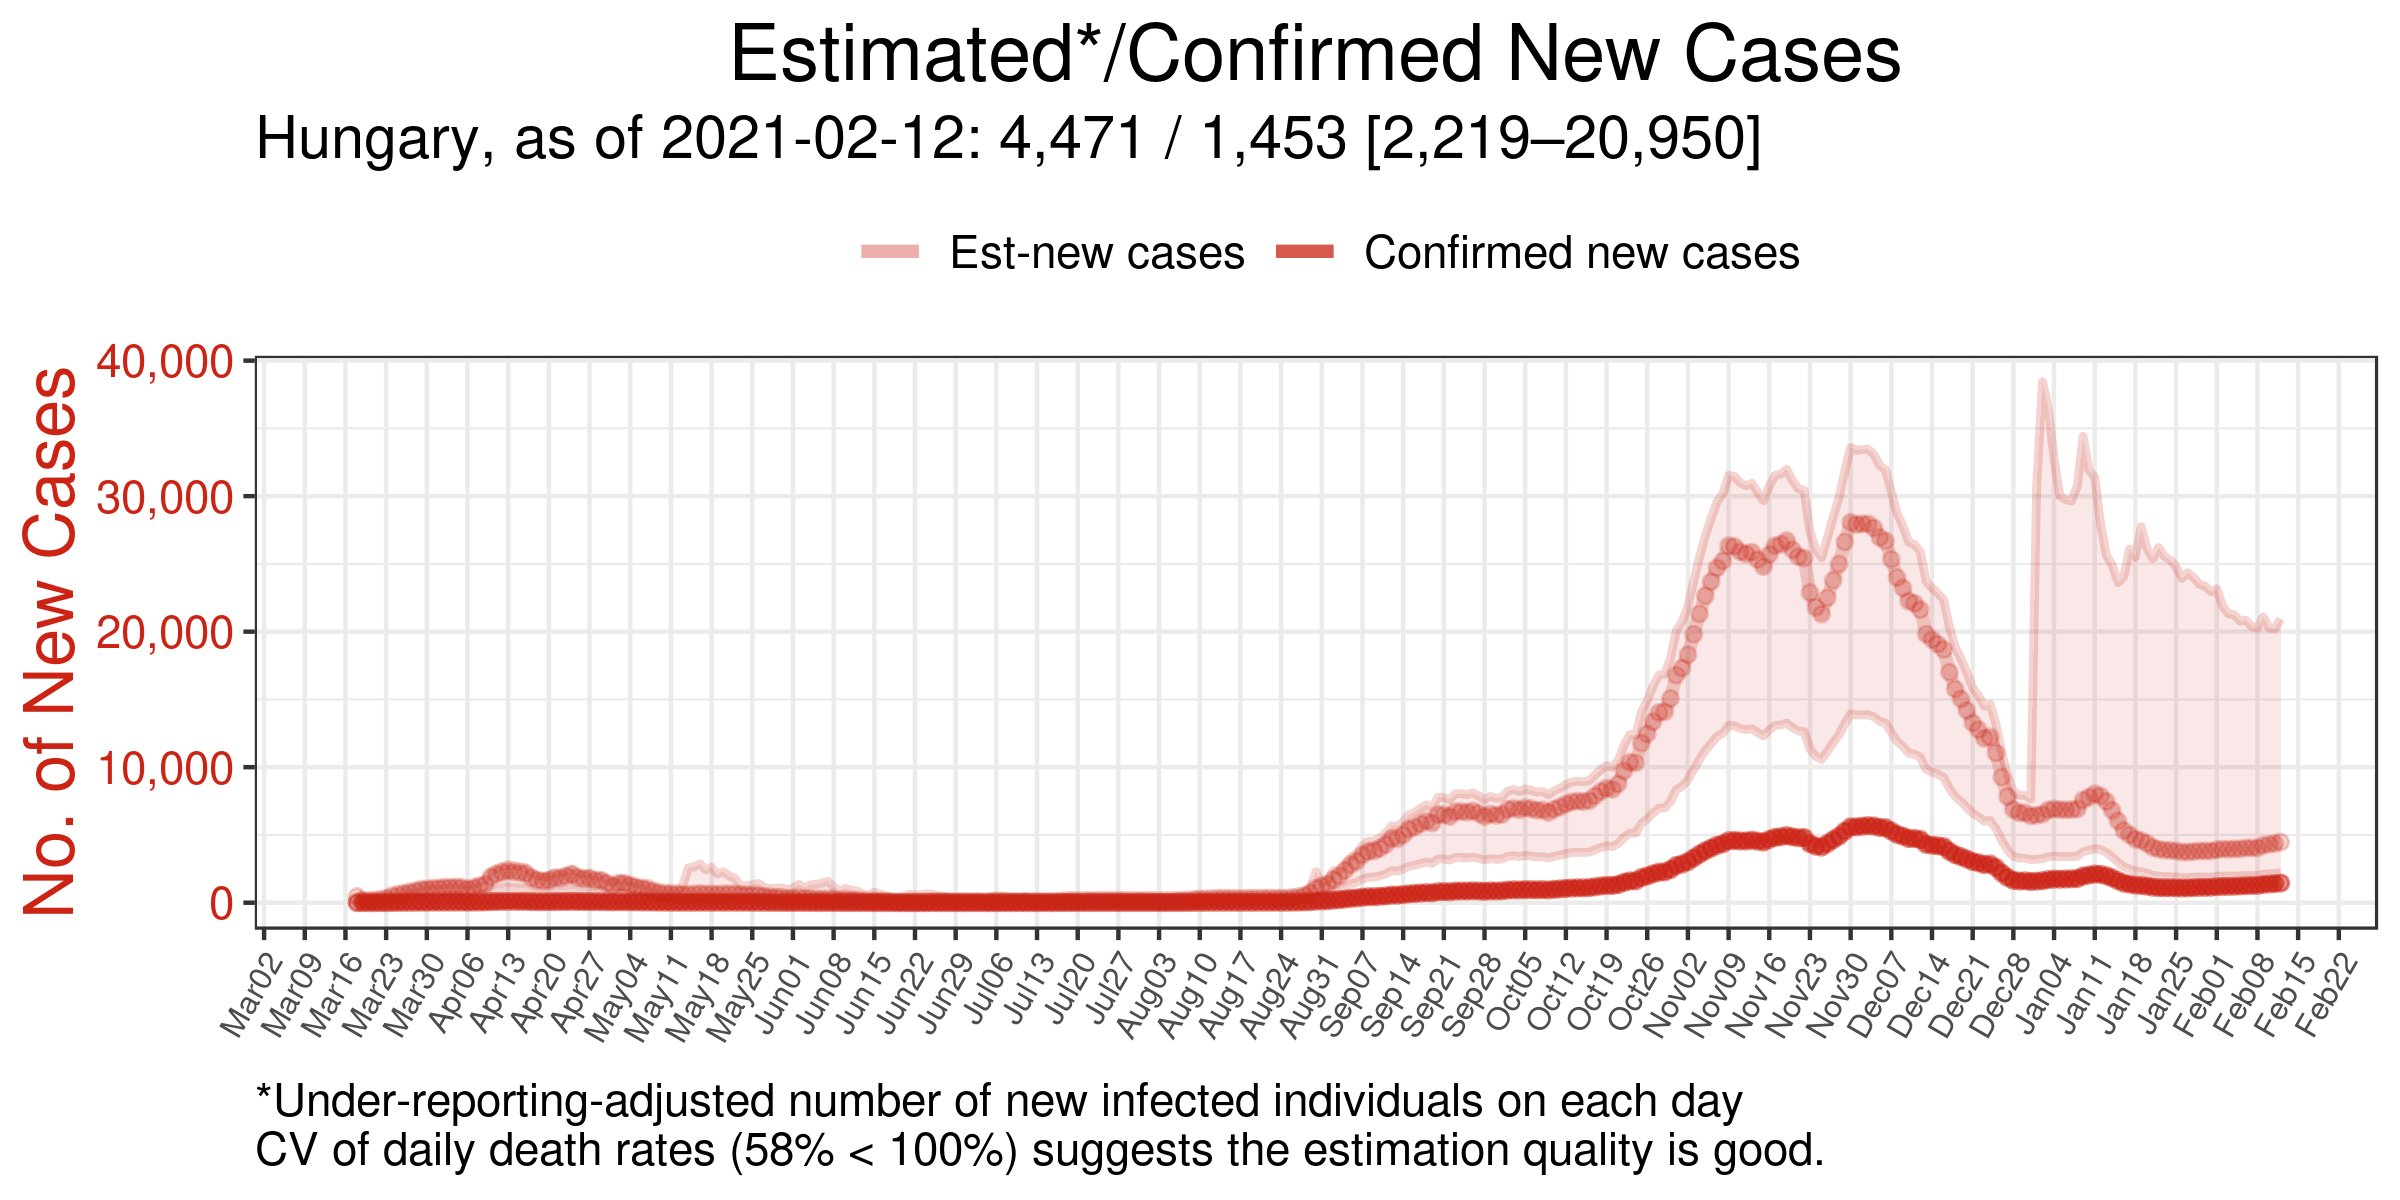 Estimated*/Confirmed New Cases
Hungary, as of 2021-02-12: 4,471 / 1,453 [2,219–20,950]
Est-new cases
Confirmed new cases
No. of New Cases
40,000
30,000
20,000
10,000
0
Mar02
Mar09
Mar16
Mar23
Mar30
Apr06
Apr13
Apr20
Apr27
May04
May11
May18
May25
Jun01
Jun08
Jun15
Jun22
Jun29
Jul06
Jul13
Jul20
Jul27
Aug03
Aug10
Aug17
Aug24
Aug31
Sep07
Sep14
Sep21
Sep28
Oct05
Oct12
Oct19
Oct26
Nov02
Nov09
Nov16
Nov23
Nov30
Dec07
Dec14
Dec21
Dec28
Jan04
Jan11
Jan18
Jan25
Feb01
Feb08
Feb15
Feb22
*Under-reporting-adjusted number of new infected individuals on each day
CV of daily death rates (58% < 100%) suggests the estimation quality is good.